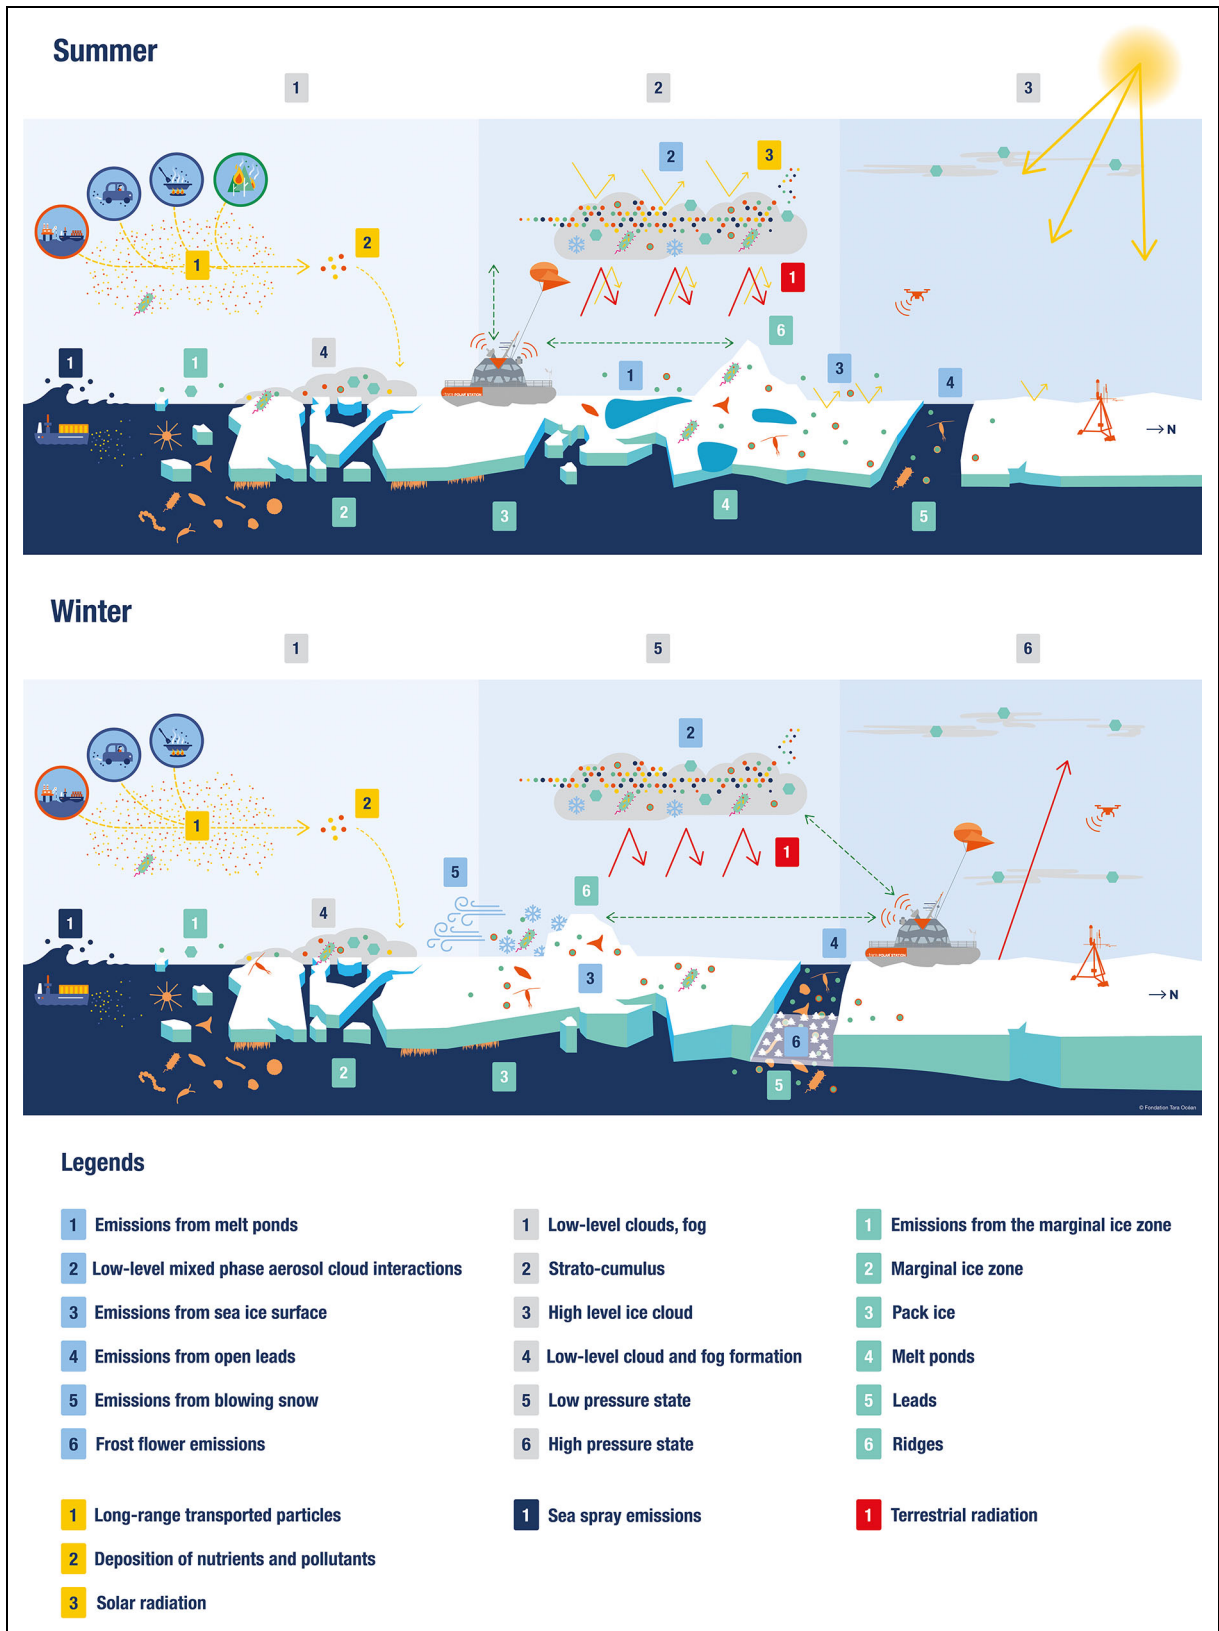 Summer
1 2 3
2 3
2
1
1
6
1 1 4 1 3 4
N
2 3 4 5
Winter
1 5 6
2
2
1
1
5
6
1 1 4 4
3
N
6
2 3 5
© Fondation Tara Océan
Legends
1 Emissions from melt ponds
2 Low-level mixed phase aerosol cloud interactions
3 Emissions from sea ice surface
4 Emissions from open leads
5 Emissions from blowing snow
6 Frost flower emissions
1 Low-level clouds, fog
2 Strato-cumulus
3 High level ice cloud
4 Low-level cloud and fog formation
5 Low pressure state
6 High pressure state
1 Emissions from the marginal ice zone
2 Marginal ice zone
3 Pack ice
4 Melt ponds
5 Leads
6 Ridges
1 Long-range transported particles
2 Deposition of nutrients and pollutants
3 Solar radiation
1 Sea spray emissions
1 Terrestrial radiation